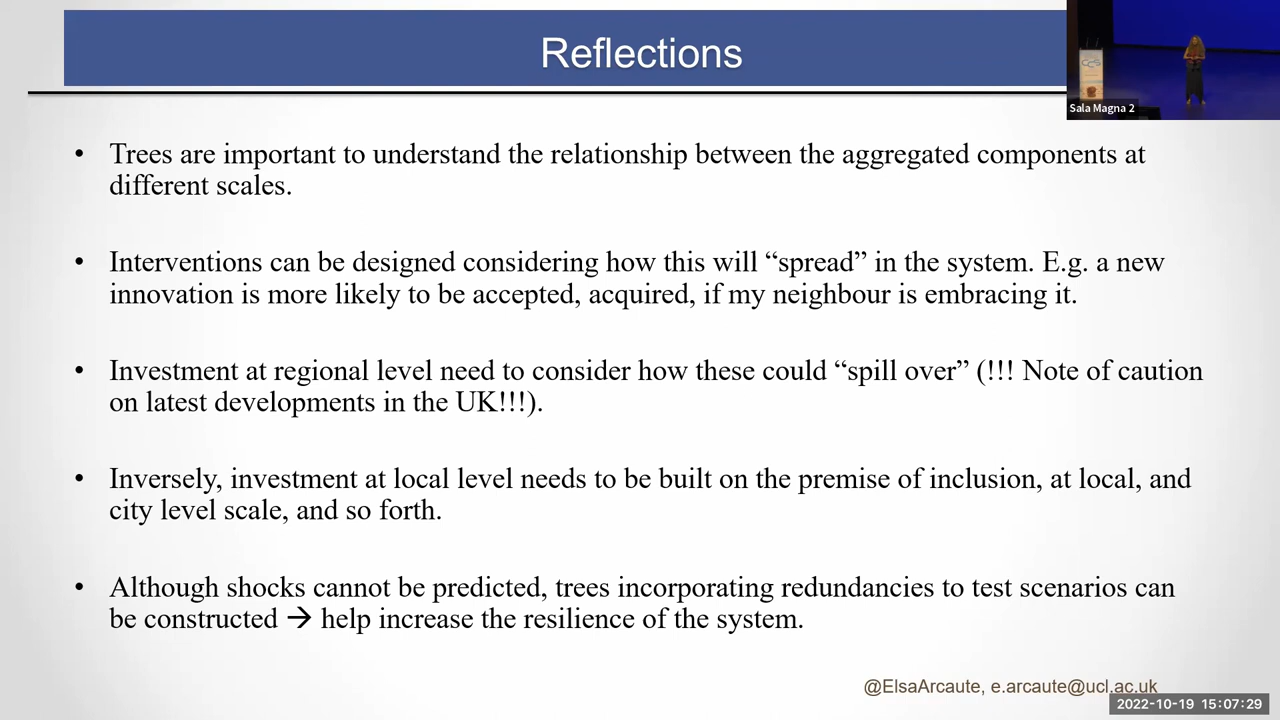 Reflections
Sala Magna 2
• Trees are important to understand the relationship between the aggregated components at
different scales.
• Interventions can be designed considering how this will “spread” in the system. E.g. a new
innovation is more likely to be accepted, acquired, if my neighbour is embracing it.
• Investment at regional level need to consider how these could “spill over” (!!! Note of caution
on latest developments in the UK!!!).
• Inversely, investment at local level needs to be built on the premise of inclusion, at local, and
city level scale, and so forth.
• Although shocks cannot be predicted, trees incorporating redundancies to test scenarios can
be constructed → help increase the resilience of the system.
@ElsaArcaute, e.arcaute@ucl.ac.uk
2022-10-19 15:07:29